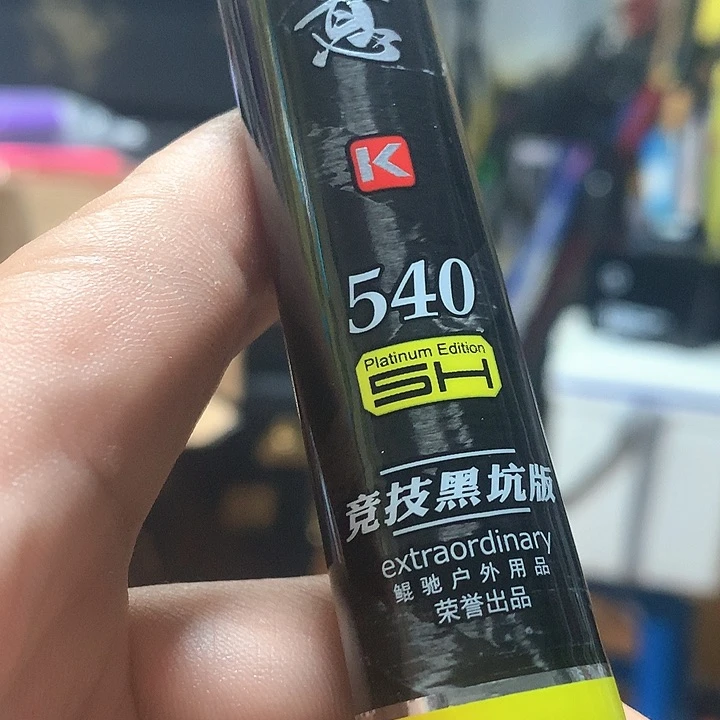 意
K
540
Platinum Edition
5H
竞技黑坑版
extraordinary
鲲驰户外用品
荣誉出品